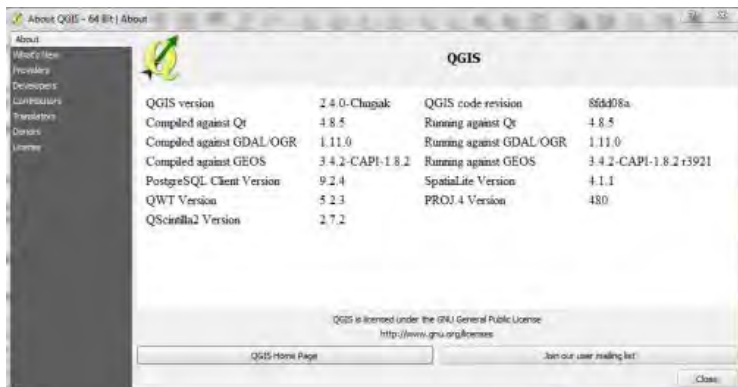 About QGIS - 64 Bit | About
About
What's New
Providers
Developers
Contributors
Translators
Donors
License
QGIS
QGIS version 2.4.0-Chugiak QGIS code revision 8fdd08a
Compiled against Qt 4.8.5 Running against Qt 4.8.5
Compiled against GDAL/OGR 1.11.0 Running against GDAL/OGR 1.11.0
Compiled against GEOS 3.4.2-CAPI-1.8.2 Running against GEOS 3.4.2-CAPI-1.8.2 r3921
PostgreSQL Client Version 9.2.4 SpatiaLite Version 4.1.1
QWT Version 5.2.3 PROJ.4 Version 480
QScintilla2 Version 2.7.2
QGIS is licensed under the GNU General Public License
http://www.gnu.org/licenses
QGIS Home Page
Join our user mailing list
Close